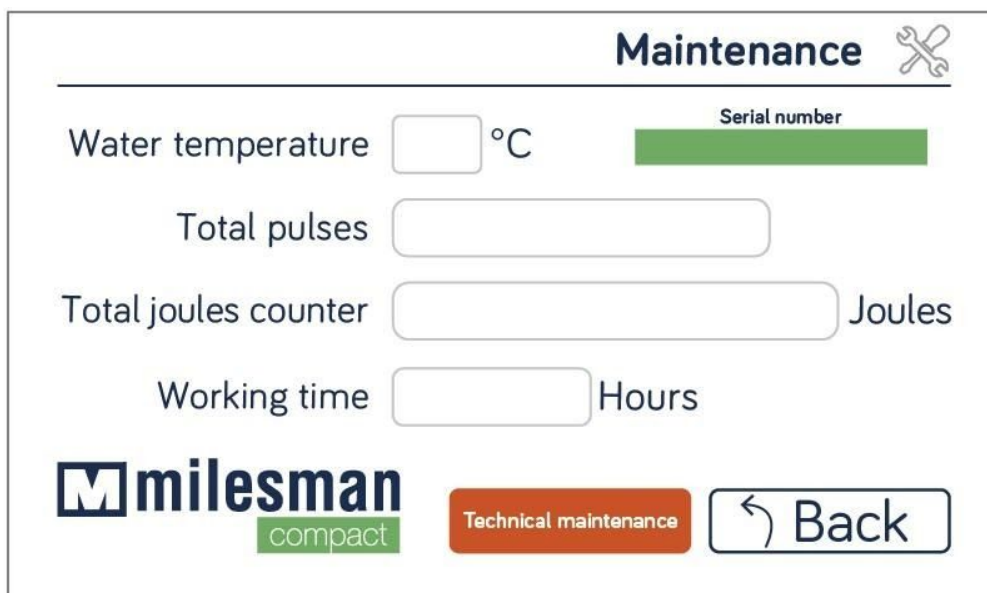 Maintenance
Serial number
Water temperature °C
Total pulses
Total joules counter Joules
Working time Hours
M milesman
compact
Technical maintenance
Back